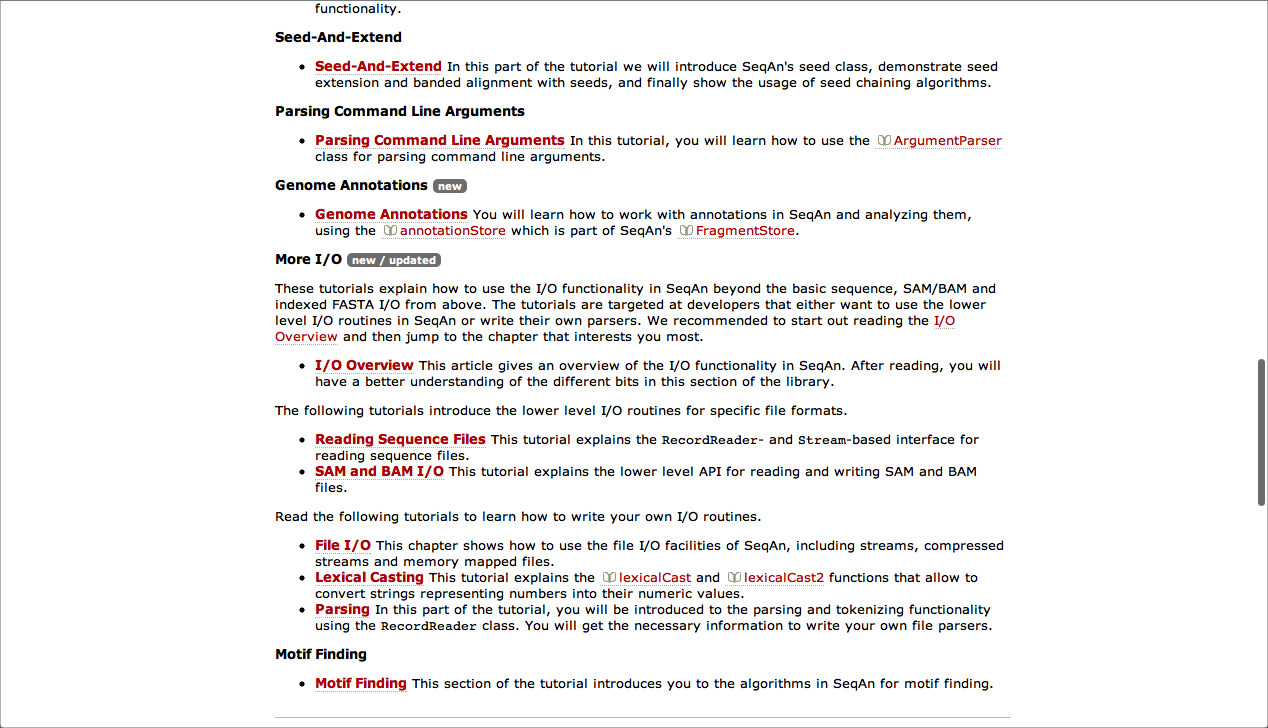 functionality.
Seed-And-Extend
• Seed-And-Extend In this part of the tutorial we will introduce SeqAn's seed class, demonstrate seed
extension and banded alignment with seeds, and finally show the usage of seed chaining algorithms.
Parsing Command Line Arguments
• Parsing Command Line Arguments In this tutorial, you will learn how to use the ArgumentParser
class for parsing command line arguments.
Genome Annotations new
• Genome Annotations You will learn how to work with annotations in SeqAn and analyzing them,
using the annotationStore which is part of SeqAn's FragmentStore.
More I/O new / updated
These tutorials explain how to use the I/O functionality in SeqAn beyond the basic sequence, SAM/BAM and
indexed FASTA I/O from above. The tutorials are targeted at developers that either want to use the lower
level I/O routines in SeqAn or write their own parsers. We recommended to start out reading the I/O
Overview and then jump to the chapter that interests you most.
• I/O Overview This article gives an overview of the I/O functionality in SeqAn. After reading, you will
have a better understanding of the different bits in this section of the library.
The following tutorials introduce the lower level I/O routines for specific file formats.
• Reading Sequence Files This tutorial explains the RecordReader- and Stream-based interface for
reading sequence files.
• SAM and BAM I/O This tutorial explains the lower level API for reading and writing SAM and BAM
files.
Read the following tutorials to learn how to write your own I/O routines.
• File I/O This chapter shows how to use the file I/O facilities of SeqAn, including streams, compressed
streams and memory mapped files.
• Lexical Casting This tutorial explains the lexicalCast and lexicalCast2 functions that allow to
convert strings representing numbers into their numeric values.
• Parsing In this part of the tutorial, you will be introduced to the parsing and tokenizing functionality
using the RecordReader class. You will get the necessary information to write your own file parsers.
Motif Finding
• Motif Finding This section of the tutorial introduces you to the algorithms in SeqAn for motif finding.